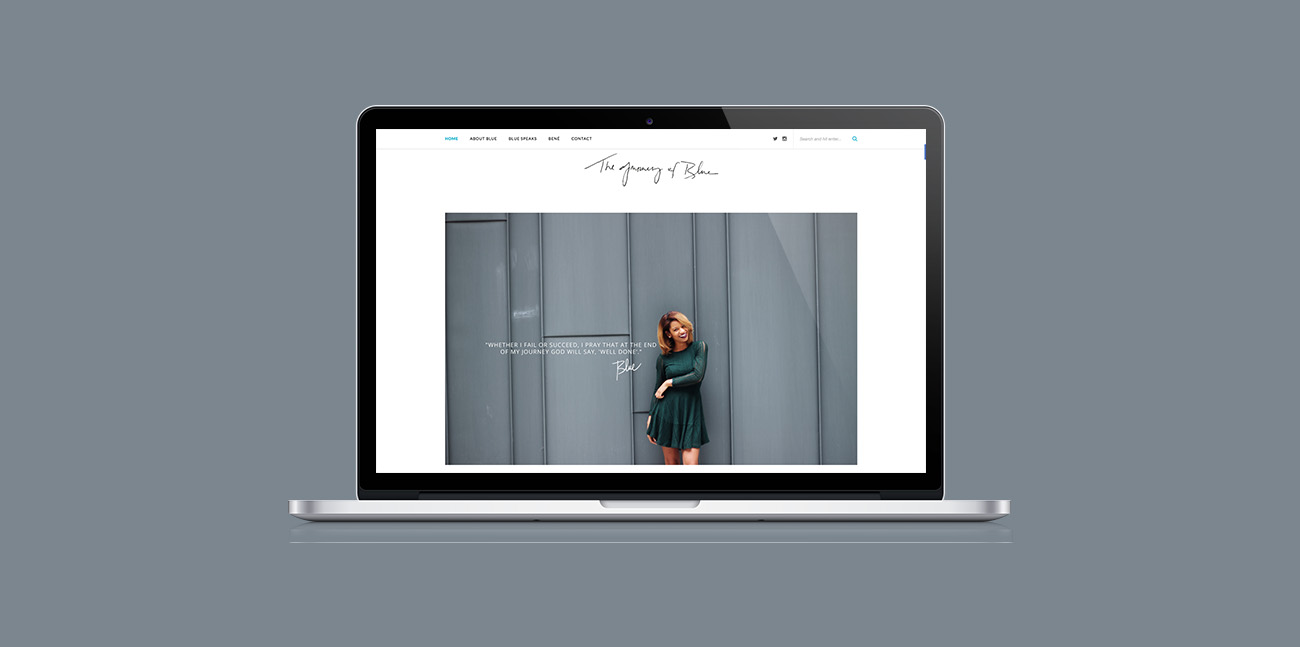 HOME ABOUT BLUE BLUE SPEAKS BENÉ CONTACT Search and hit enter...
The Journey of Blue
"WHETHER I FAIL OR SUCCEED, I PRAY THAT AT THE END
OF MY JOURNEY GOD WILL SAY, 'WELL DONE'."
Blue